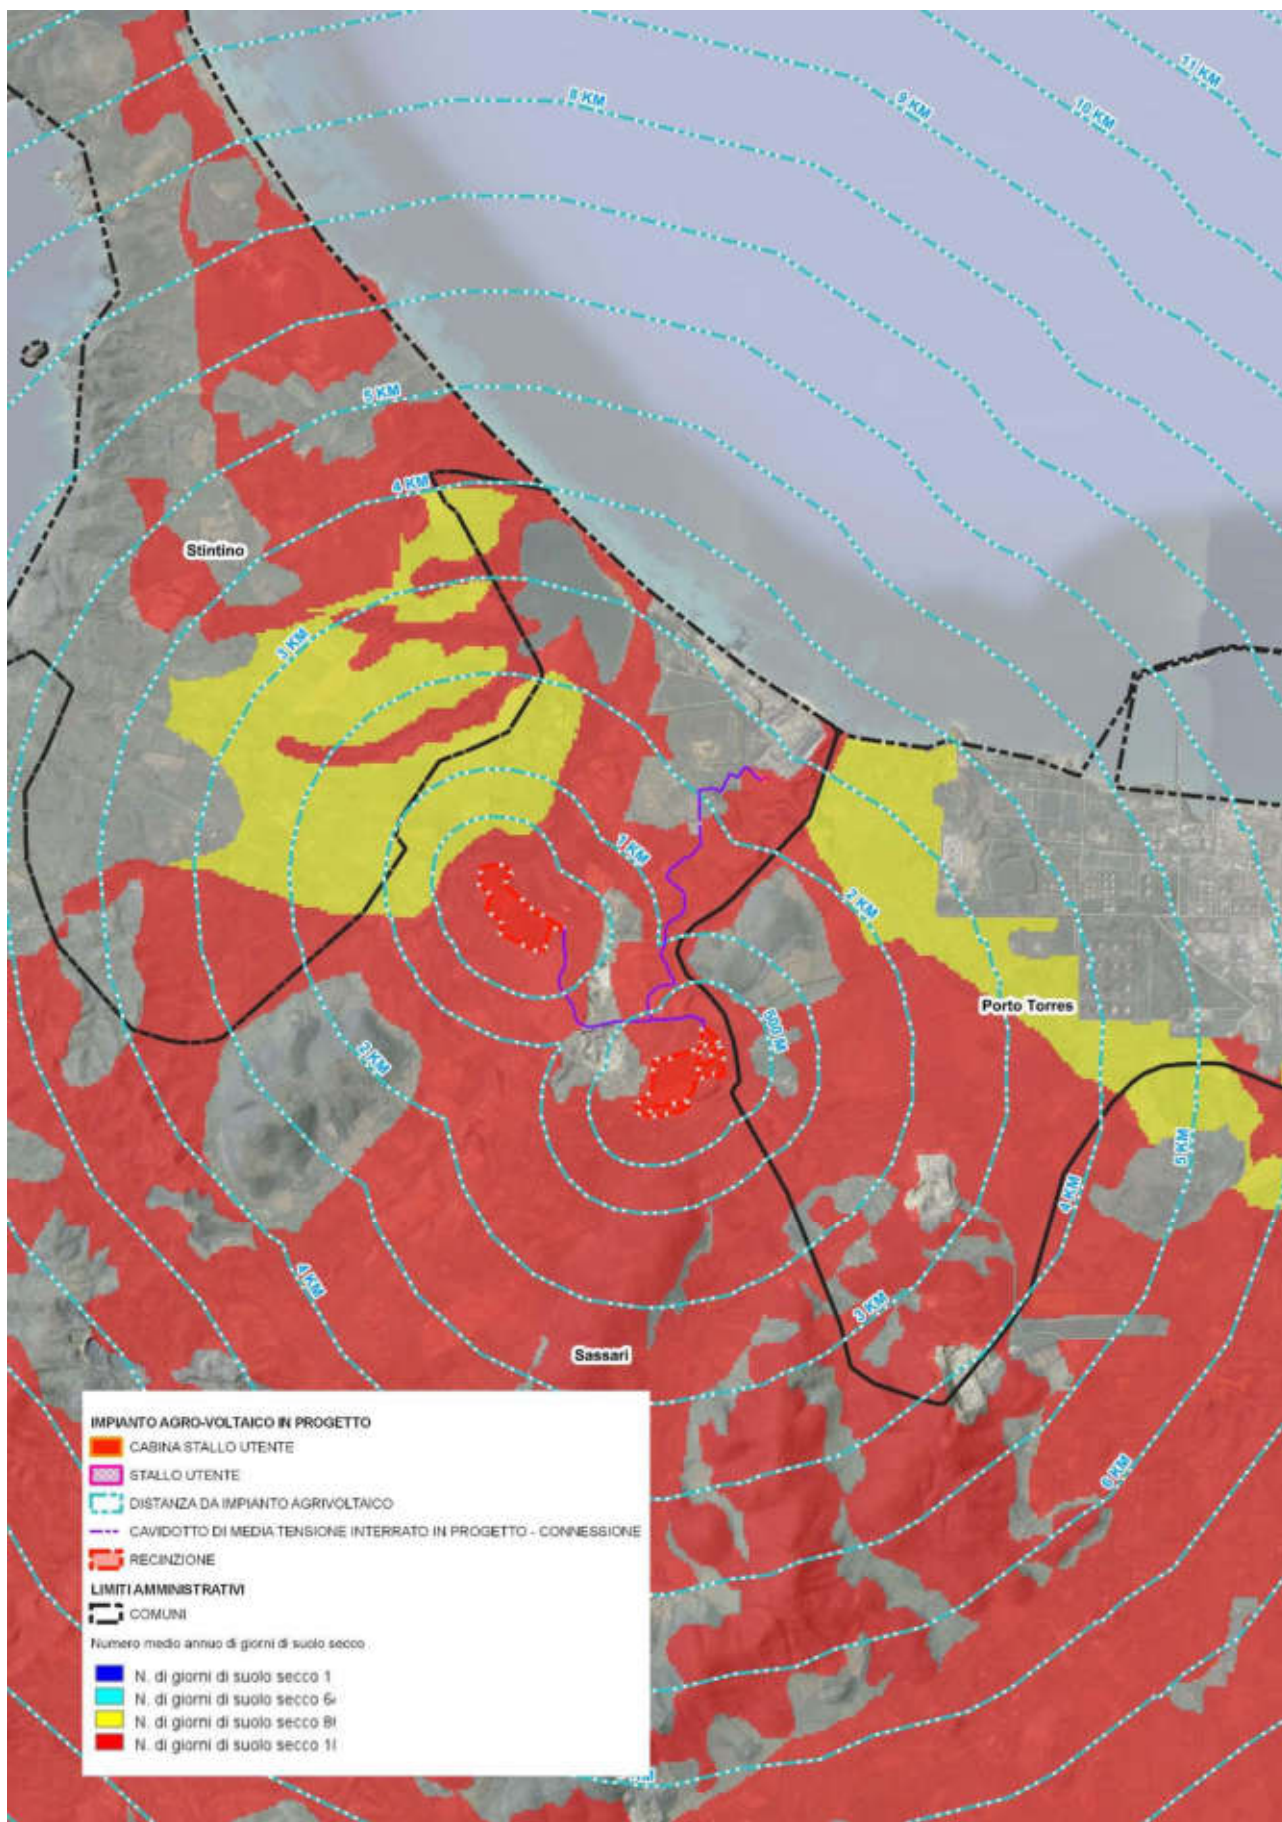 11 KM
10 KM
9 KM
8 KM
5 KM
4 KM
Stintino
3 KM
1 KM
2 KM
Porto Torres
500 M
2 KM
5 KM
4 KM
4 KM
3 KM
Sassari
6 KM
IMPIANTO AGRO-VOLTAICO IN PROGETTO
CABINA STALLO UTENTE
STALLO UTENTE
DISTANZA DA IMPIANTO AGRIVOLTAICO
CAVIDOTTO DI MEDIA TENSIONE INTERRATO IN PROGETTO - CONNESSIONE
RECINZIONE
LIMITI AMMINISTRATIVI
COMUNI
Numero medio annuo di giorni di suolo secco
N. di giorni di suolo secco 1
N. di giorni di suolo secco 6
N. di giorni di suolo secco 8
N. di giorni di suolo secco 1